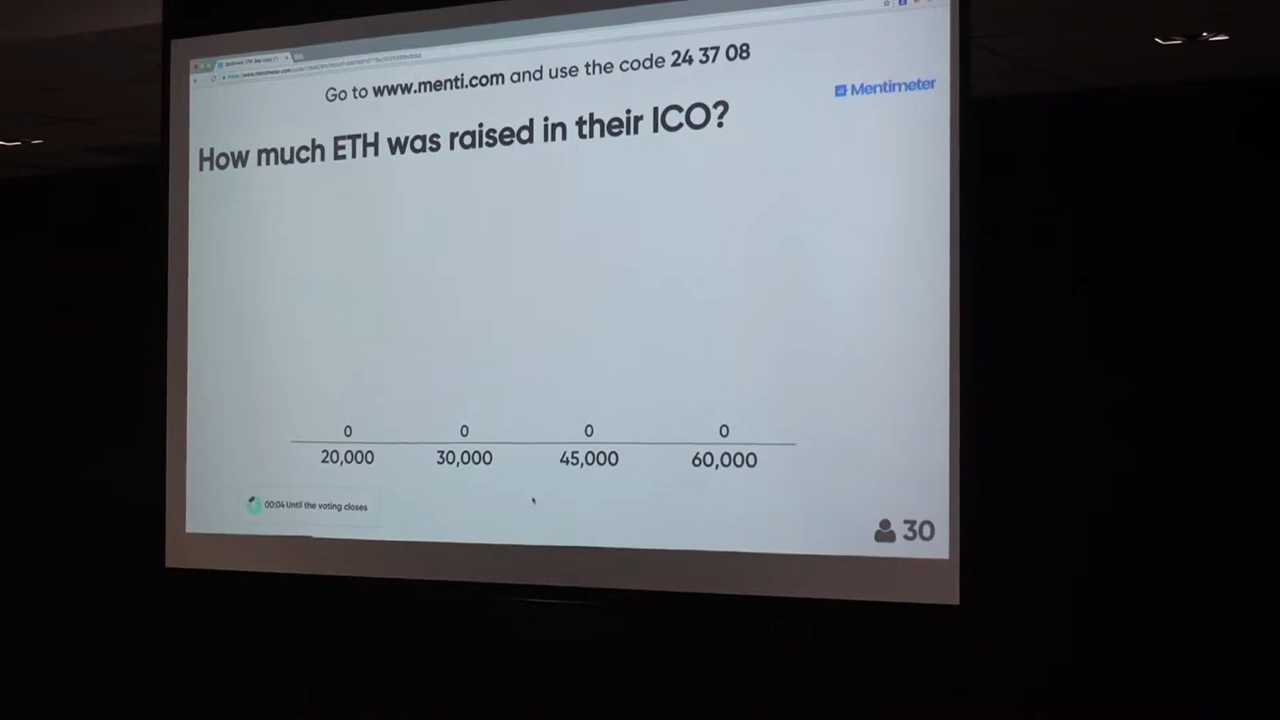 Go to www.menti.com and use the code 24 37 08
Mentimeter
How much ETH was raised in their ICO?
0 0 0 0
20,000 30,000 45,000 60,000
00:04 Until the voting closes
30